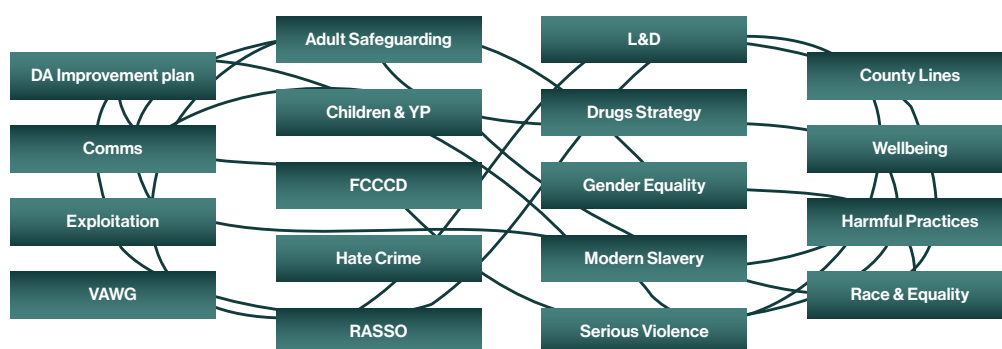 DA Improvement plan
Comms
Exploitation
VAWG
Adult Safeguarding
Children & YP
FCCCD
Hate Crime
RASSO
L&D
Drugs Strategy
Gender Equality
Modern Slavery
Serious Violence
County Lines
Wellbeing
Harmful Practices
Race & Equality